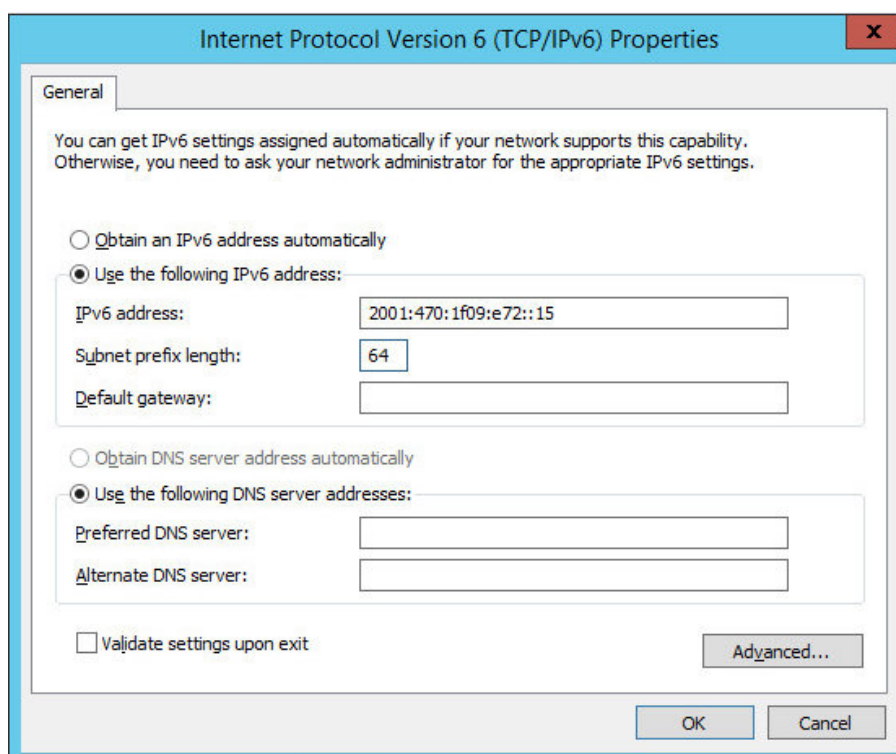 Internet Protocol Version 6 (TCP/IPv6) Properties
x
General
You can get IPv6 settings assigned automatically if your network supports this capability.
Otherwise, you need to ask your network administrator for the appropriate IPv6 settings.
Obtain an IPv6 address automatically
Use the following IPv6 address:
IPv6 address: 2001:470:1f09:e72::15
Subnet prefix length: 64
Default gateway:
Obtain DNS server address automatically
Use the following DNS server addresses:
Preferred DNS server:
Alternate DNS server:
Validate settings upon exit
Advanced...
OK Cancel